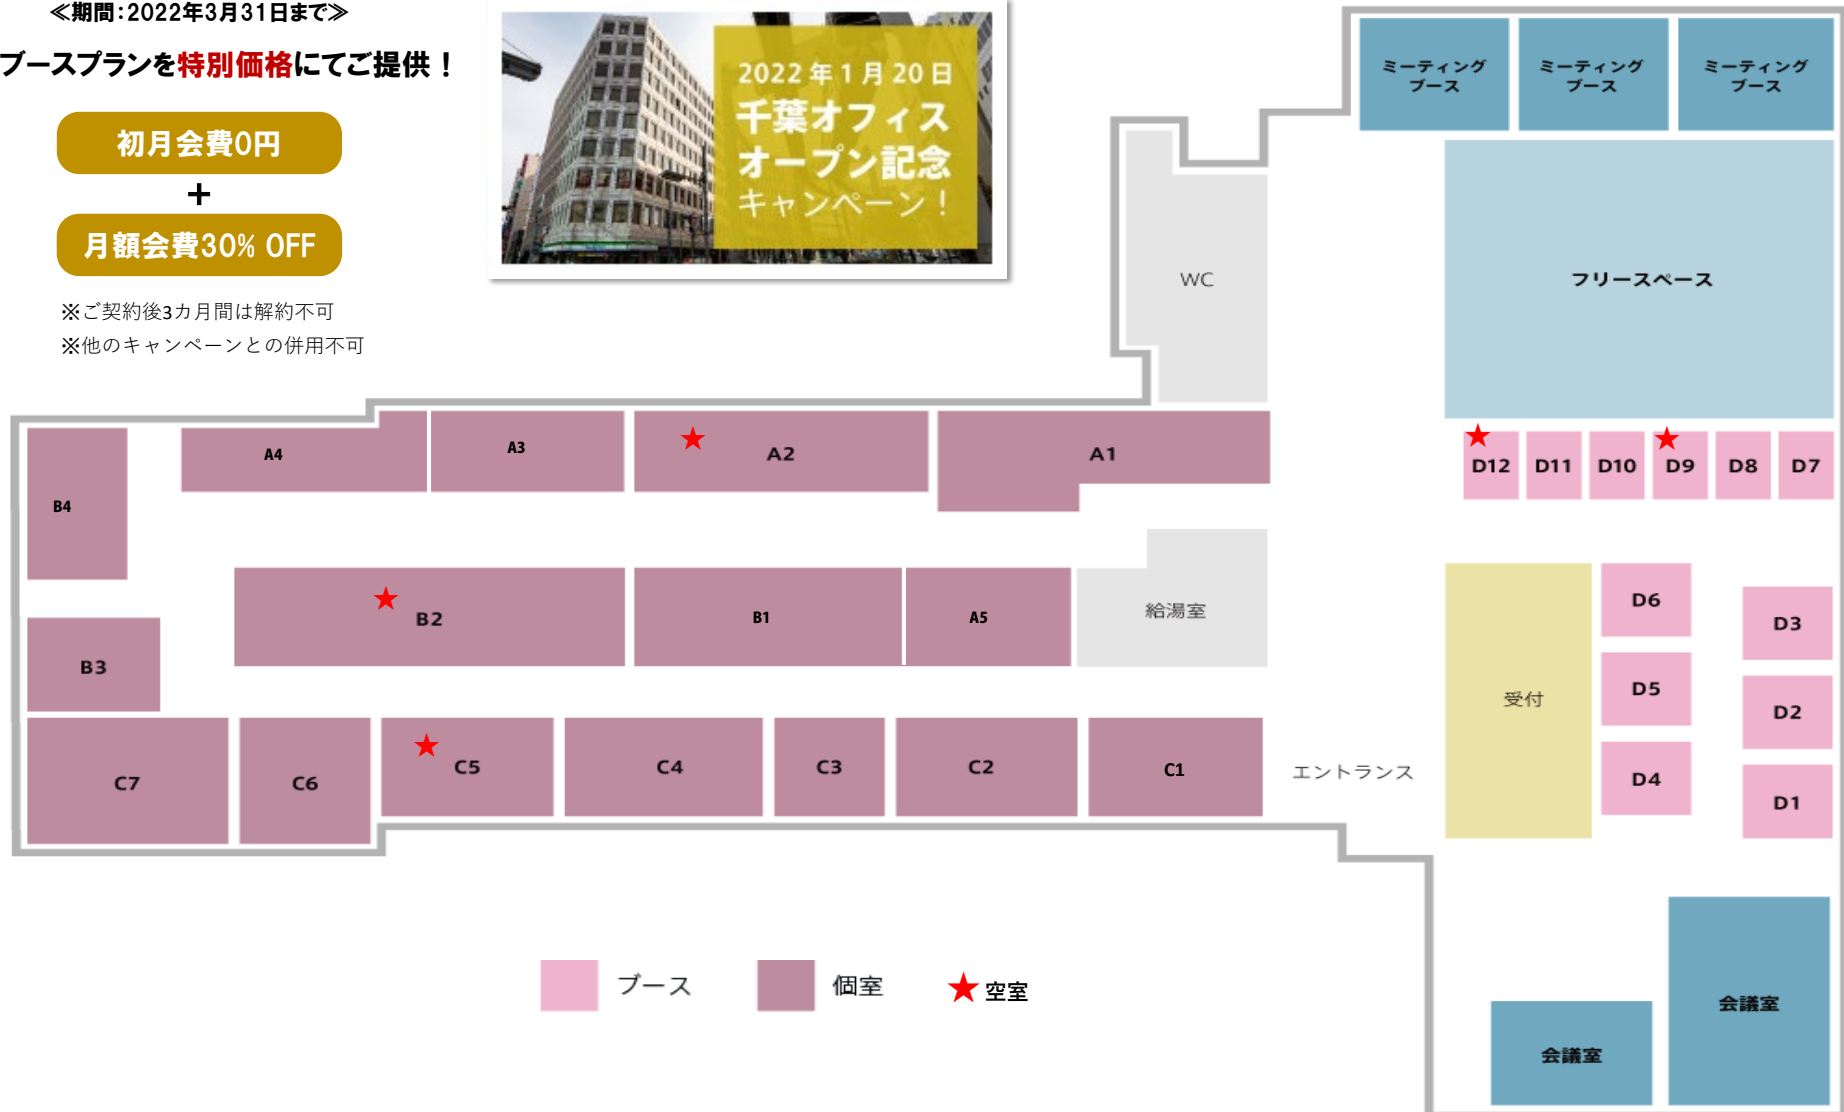 ≪期間:2022年3月31日まで≫
ブースプランを特別価格にてご提供！
初月会費0円
+
月額会費30% OFF
※ご契約後3カ月間は解約不可
※他のキャンペーンとの併用不可
2022年1月20日
千葉オフィス
オープン記念
キャンペーン！
ミーティング
ブース
ミーティング
ブース
ミーティング
ブース
WC
フリースペース
A4
A3
★
A2
A1
★
D12
D11
D10
★
D9
D8
D7
B4
★
B2
B1
A5
給湯室
D6
D3
B3
受付
D5
D2
C7
C6
★
C5
C4
C3
C2
C1
エントランス
D4
D1
ブース
個室
★空室
会議室
会議室